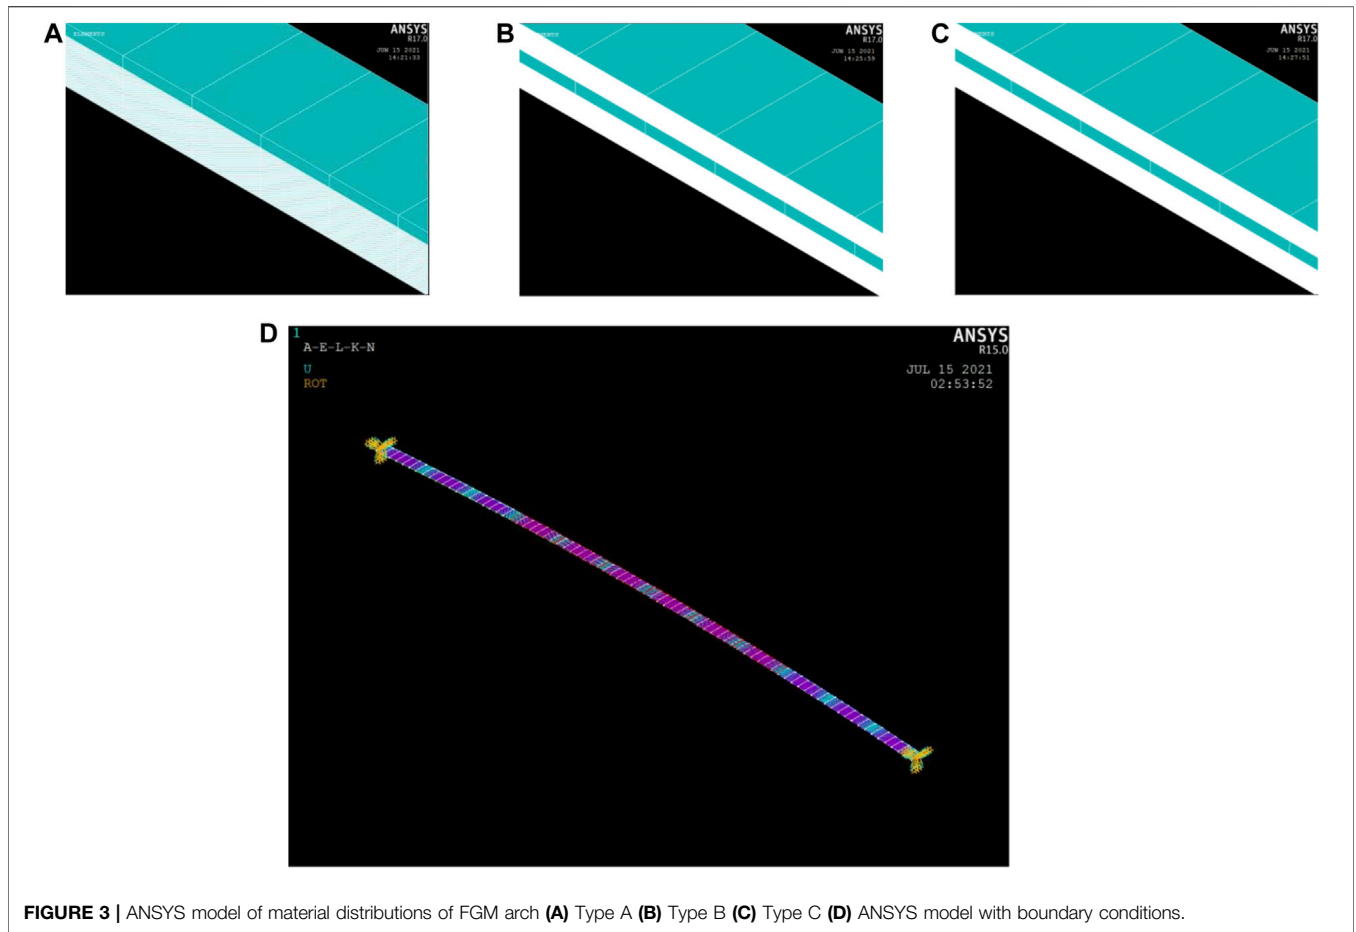 A
ELEMENTS
ANSYS
R17.0
JUN 15 2021
14:21:33
B
ANSYS
R17.0
JUN 15 2021
14:25:59
C
ANSYS
R17.0
JUN 15 2021
14:27:51
D
1
A-E-L-K-N
U
ROT
ANSYS
R15.0
JUL 15 2021
02:53:52
FIGURE 3 | ANSYS model of material distributions of FGM arch (A) Type A (B) Type B (C) Type C (D) ANSYS model with boundary conditions.